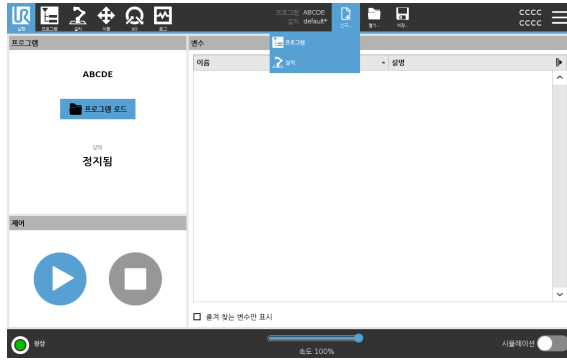 UR
실행
프로그램
설치
이동
I/O
로그
프로그램 ABCDE
설치 default*
신규...
열기...
저장...
CCCC
CCCC
프로그램
ABCDE
프로그램 로드
상태
정지됨
제어
변수
프로그램
설치
이름
설명
즐겨 찾는 변수만 표시
정상
속도 100%
시뮬레이션